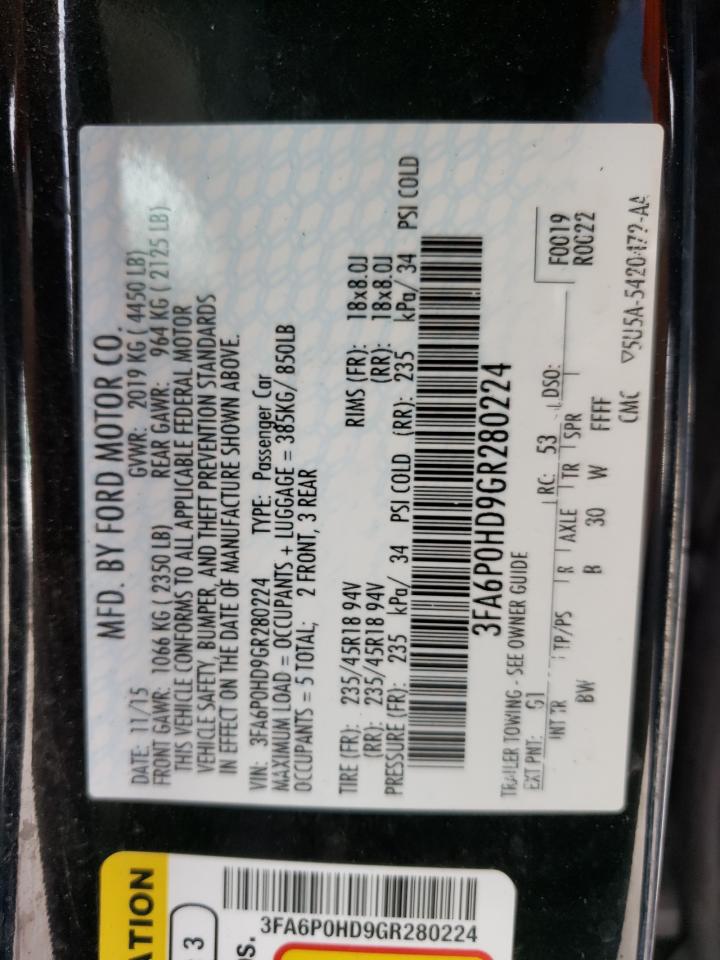 MFD. BY FORD MOTOR CO.
DATE: 11/15 GVWR: 2019 KG ( 4450 LB)
FRONT GAWR: 1066 KG ( 2350 LB) REAR GAWR: 964 KG ( 2125 LB)
THIS VEHICLE CONFORMS TO ALL APPLICABLE FEDERAL MOTOR
VEHICLE SAFETY, BUMPER, AND THEFT PREVENTION STANDARDS
IN EFFECT ON THE DATE OF MANUFACTURE SHOWN ABOVE.
VIN: 3FA6P0HD9GR280224 TYPE: Passenger Car
MAXIMUM LOAD = OCCUPANTS + LUGGAGE = 385KG/ 850LB
OCCUPANTS = 5 TOTAL; 2 FRONT, 3 REAR
TIRE (FR): 235/45R18 94V RIMS (FR): 18x8.0J
(RR): 235/45R18 94V (RR): 18x8.0J
PRESSURE (FR): 235 kPa/ 34 PSI COLD (RR): 235 kPa/ 34 PSI COLD
3FA6P0HD9GR280224
TRAILER TOWING - SEE OWNER GUIDE
EXT PNT: G1 RC: 53 DSO: F0019
R0022
INT TR TP/PS R AXLE TR SPR
BW B 30 W FFFF
CMC
5U5A-5420472-AA
ATION
3
os.
3FA6P0HD9GR280224